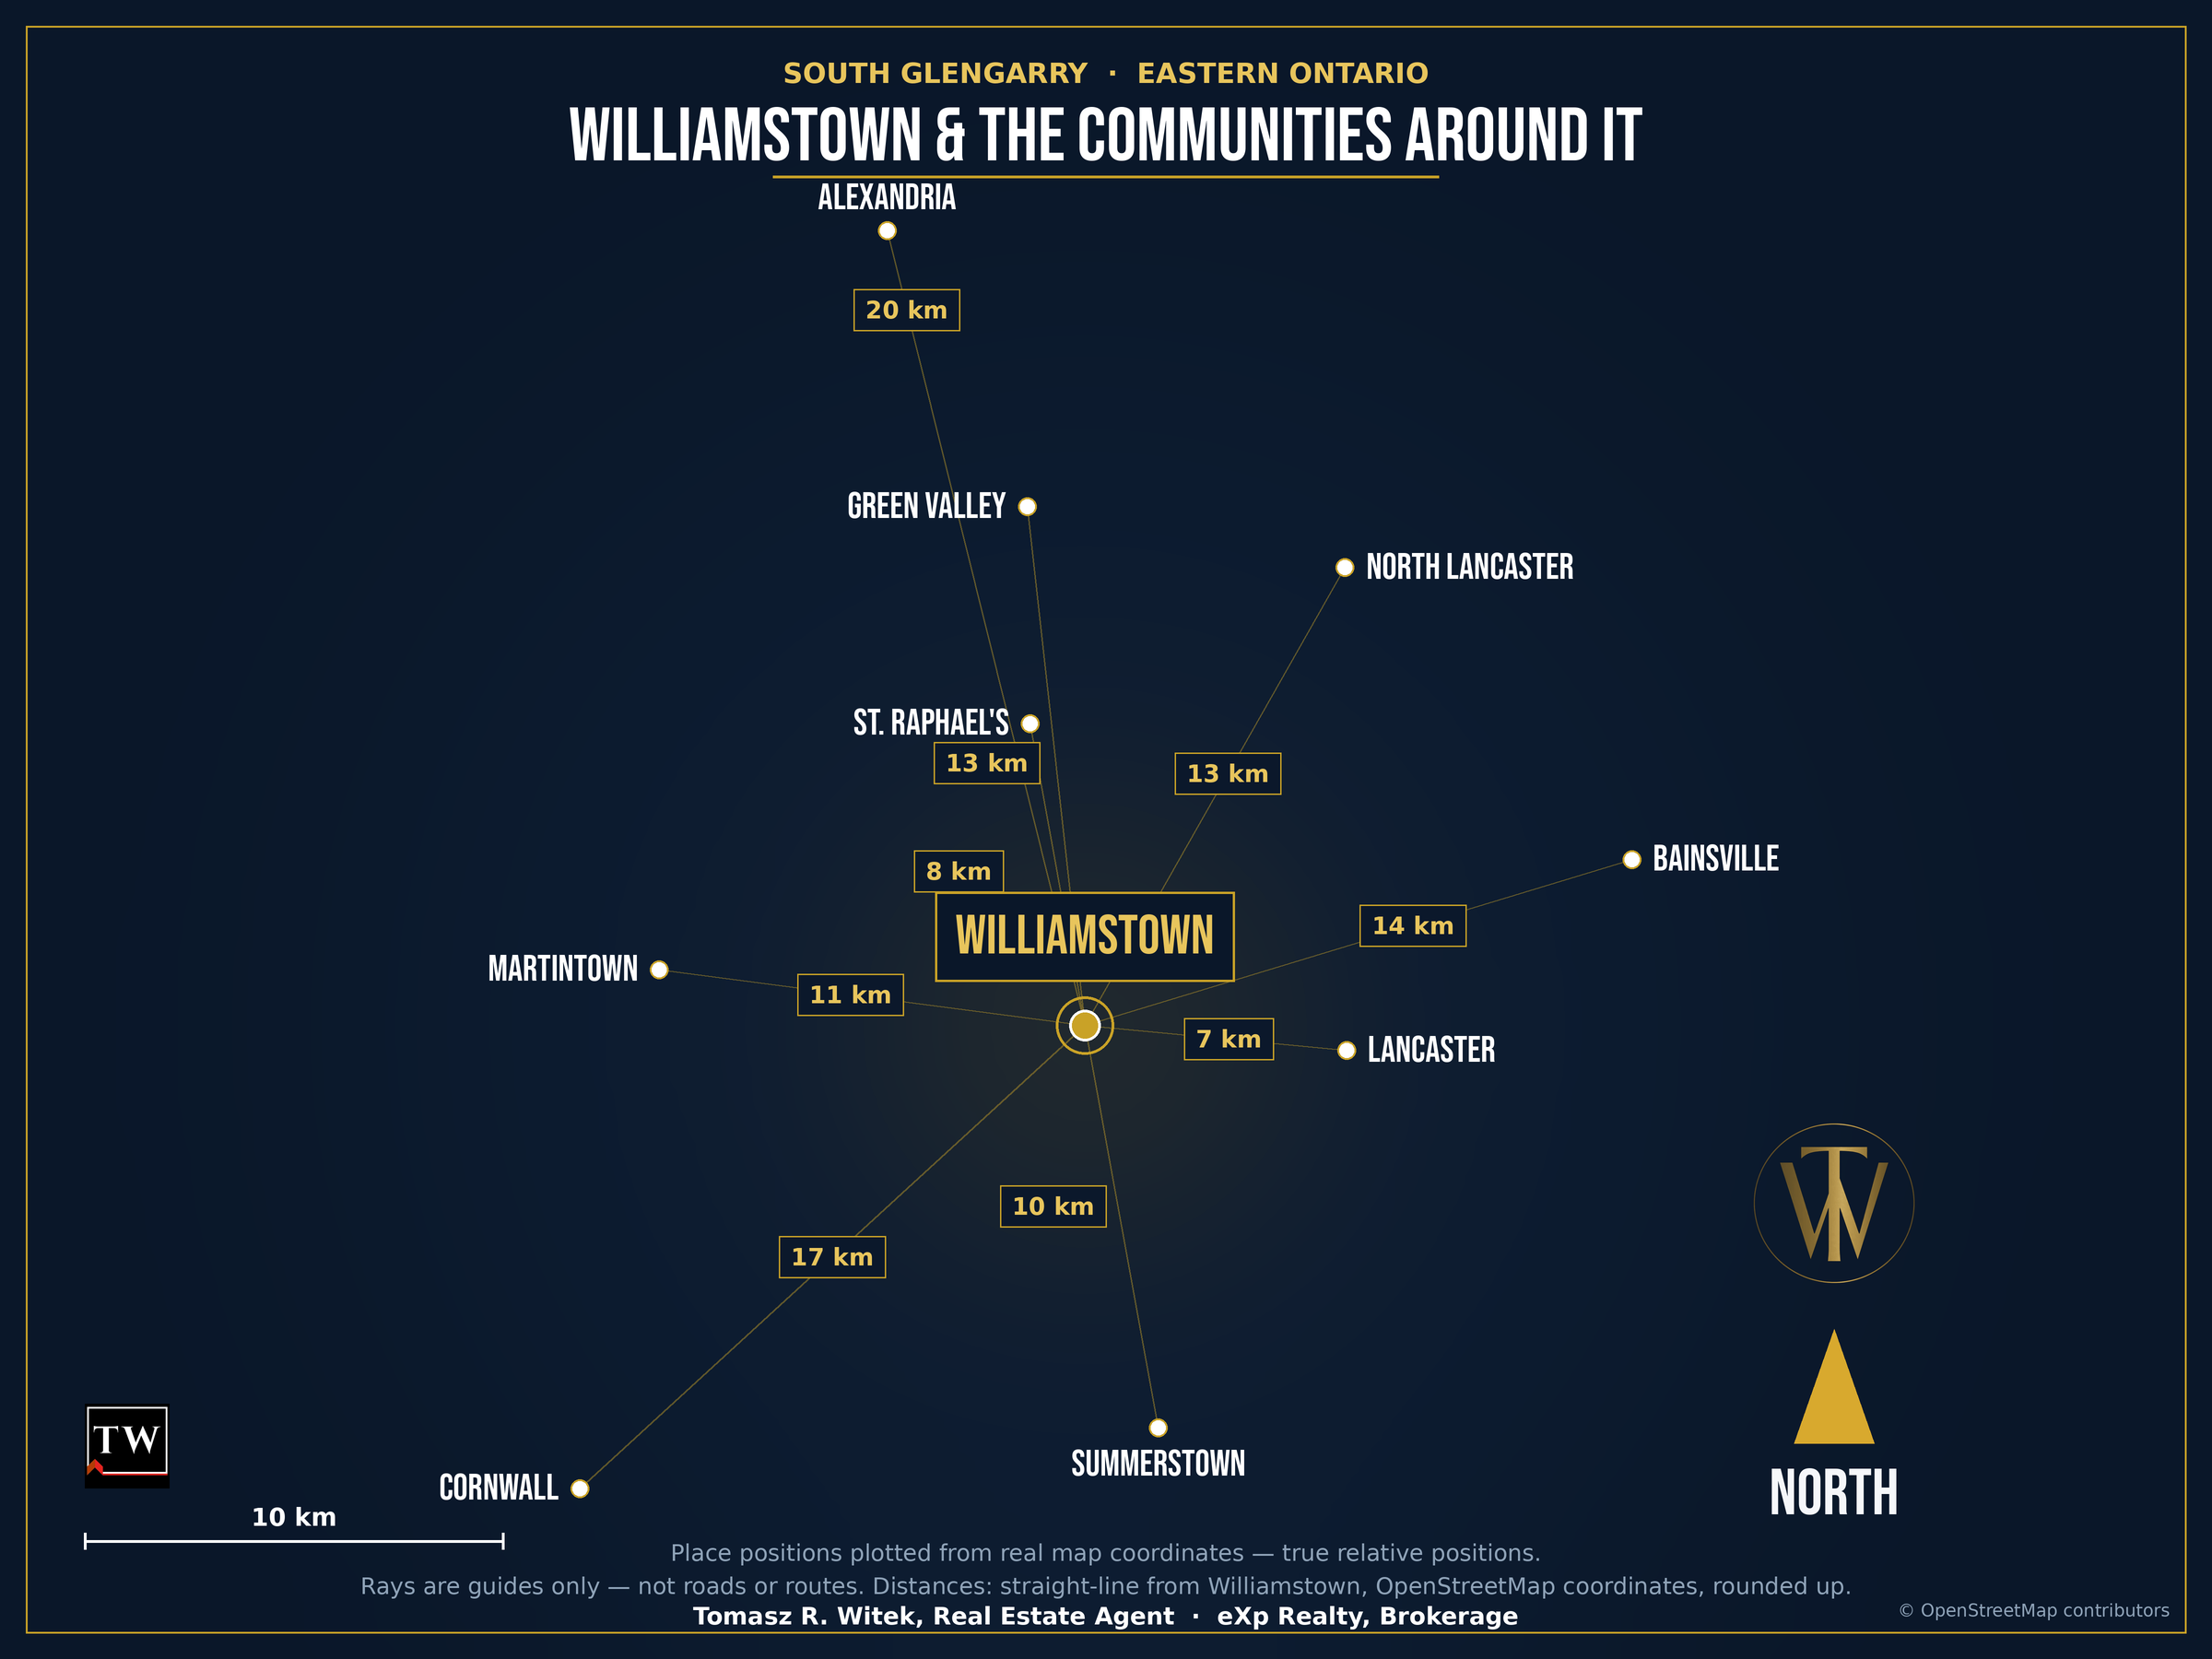 SOUTH GLENGARRY · EASTERN ONTARIO
WILLIAMSTOWN & THE COMMUNITIES AROUND IT
ALEXANDRIA
20 km
GREEN VALLEY
NORTH LANCASTER
ST. RAPHAEL'S
13 km
13 km
8 km
BAINSVILLE
WILLIAMSTOWN
14 km
MARTINTOWN
11 km
7 km
LANCASTER
10 km
17 km
TW
TW
SUMMERSTOWN
CORNWALL
NORTH
10 km
Place positions plotted from real map coordinates — true relative positions.
Rays are guides only — not roads or routes. Distances: straight-line from Williamstown, OpenStreetMap coordinates, rounded up.
Tomasz R. Witek, Real Estate Agent · eXp Realty, Brokerage
© OpenStreetMap contributors